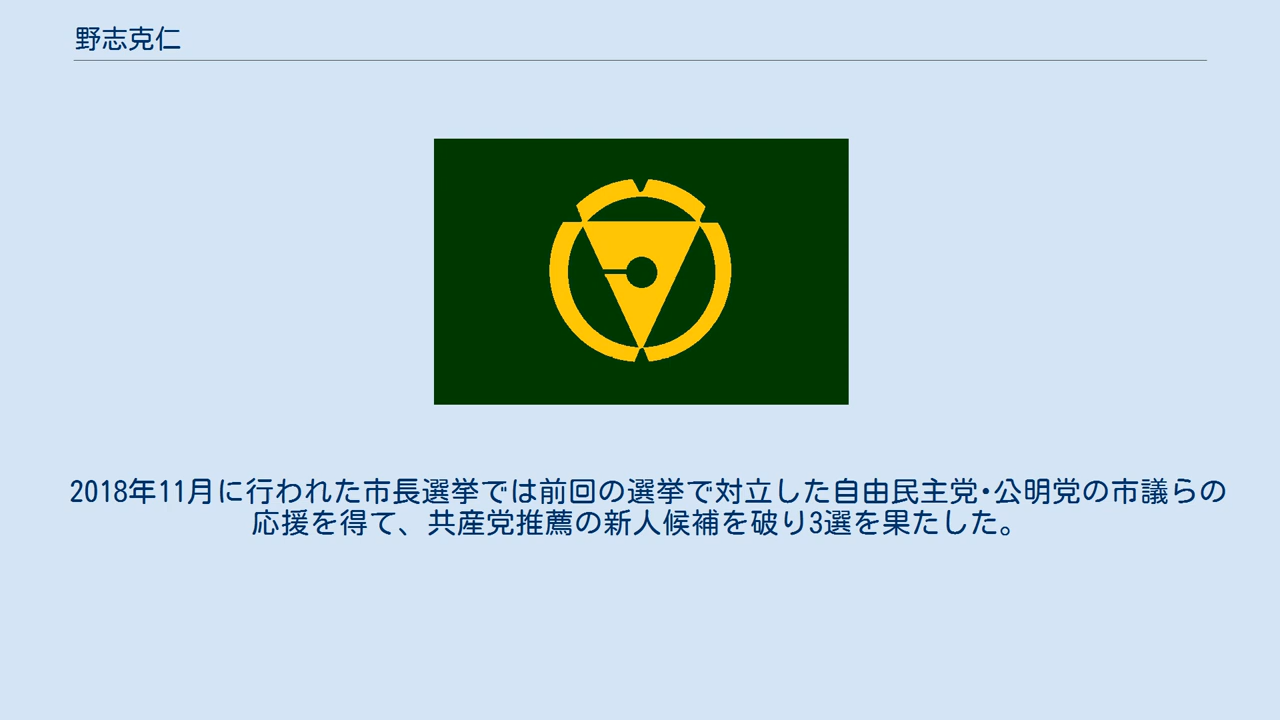 野志克仁
2018年11月に行われた市長選挙では前回の選挙で対立した自由民主党･公明党の市議らの
応援を得て、共産党推薦の新人候補を破り3選を果たした。